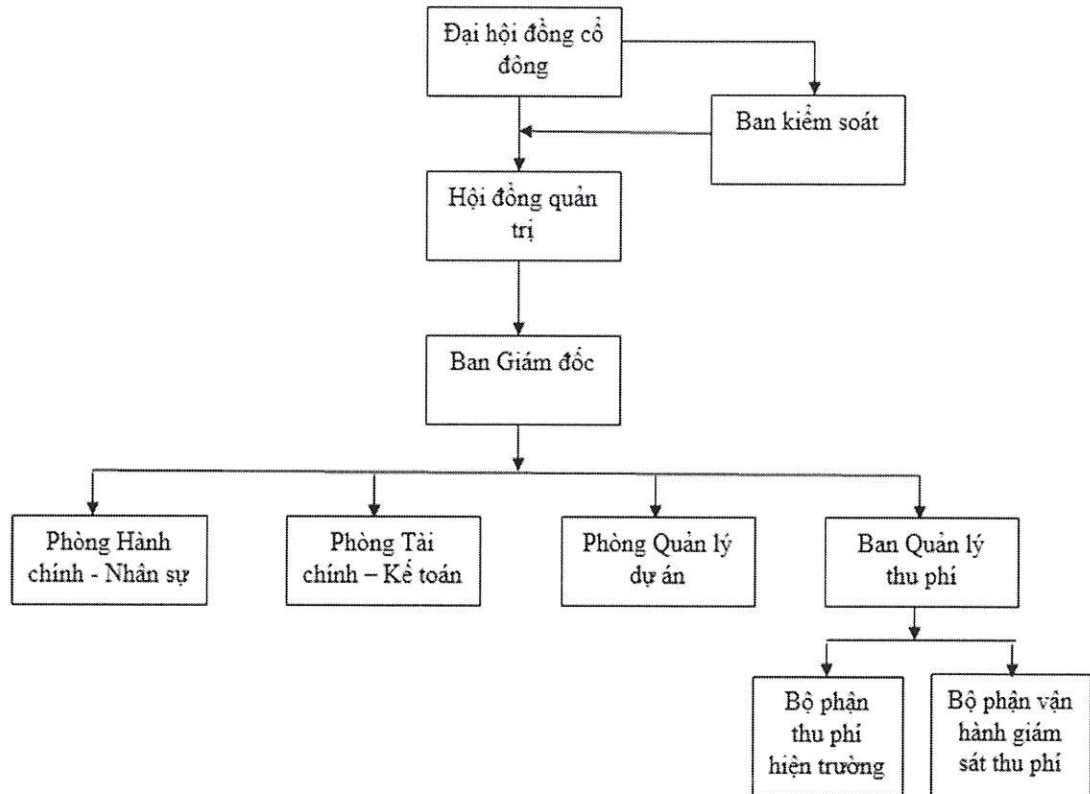 Đại hội đồng cổ
đông
Ban kiểm soát
Hội đồng quản
trị
Ban Giám đốc
Phòng Hành
chính - Nhân sự
Phòng Tài
chính – Kế toán
Phòng Quản lý
dự án
Ban Quản lý
thu phí
Bộ phận
thu phí
hiện trường
Bộ phận vận
hành giám
sát thu phí